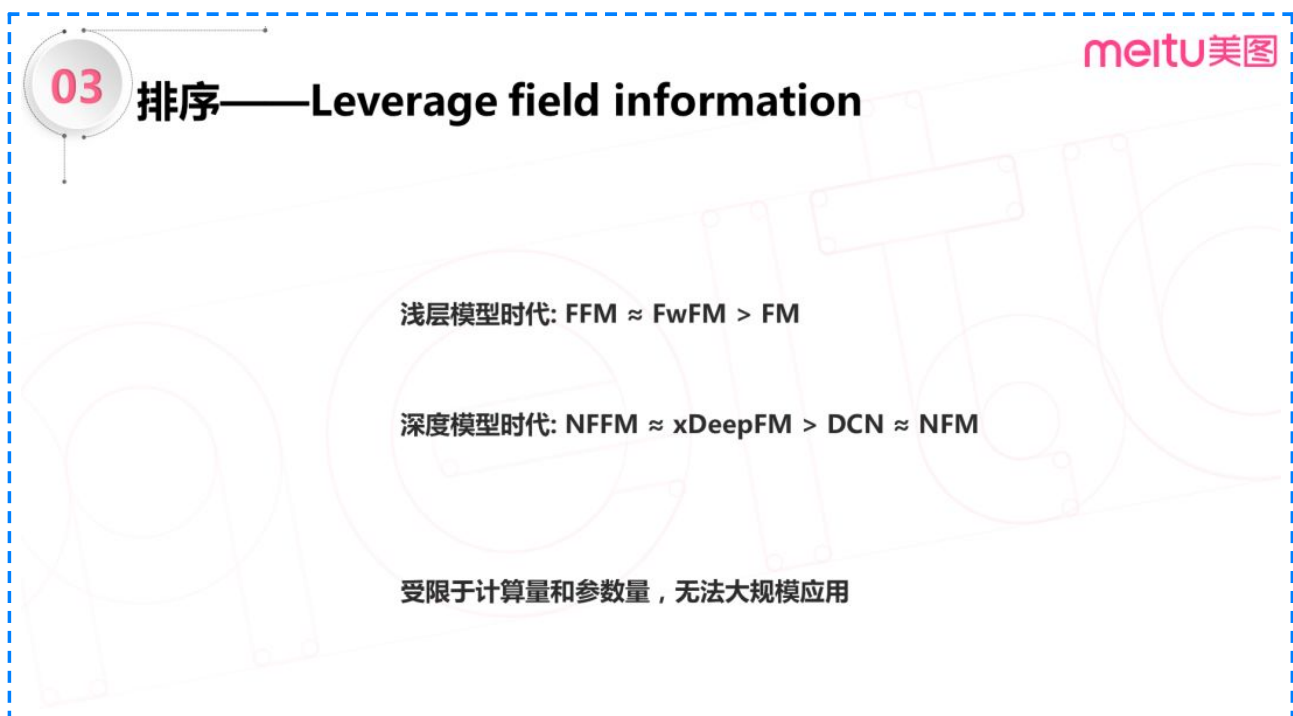 meitu美图
03
排序——Leverage field information
浅层模型时代: FFM ≈ FwFM > FM
深度模型时代: NFFM ≈ xDeepFM > DCN ≈ NFM
受限于计算量和参数量，无法大规模应用